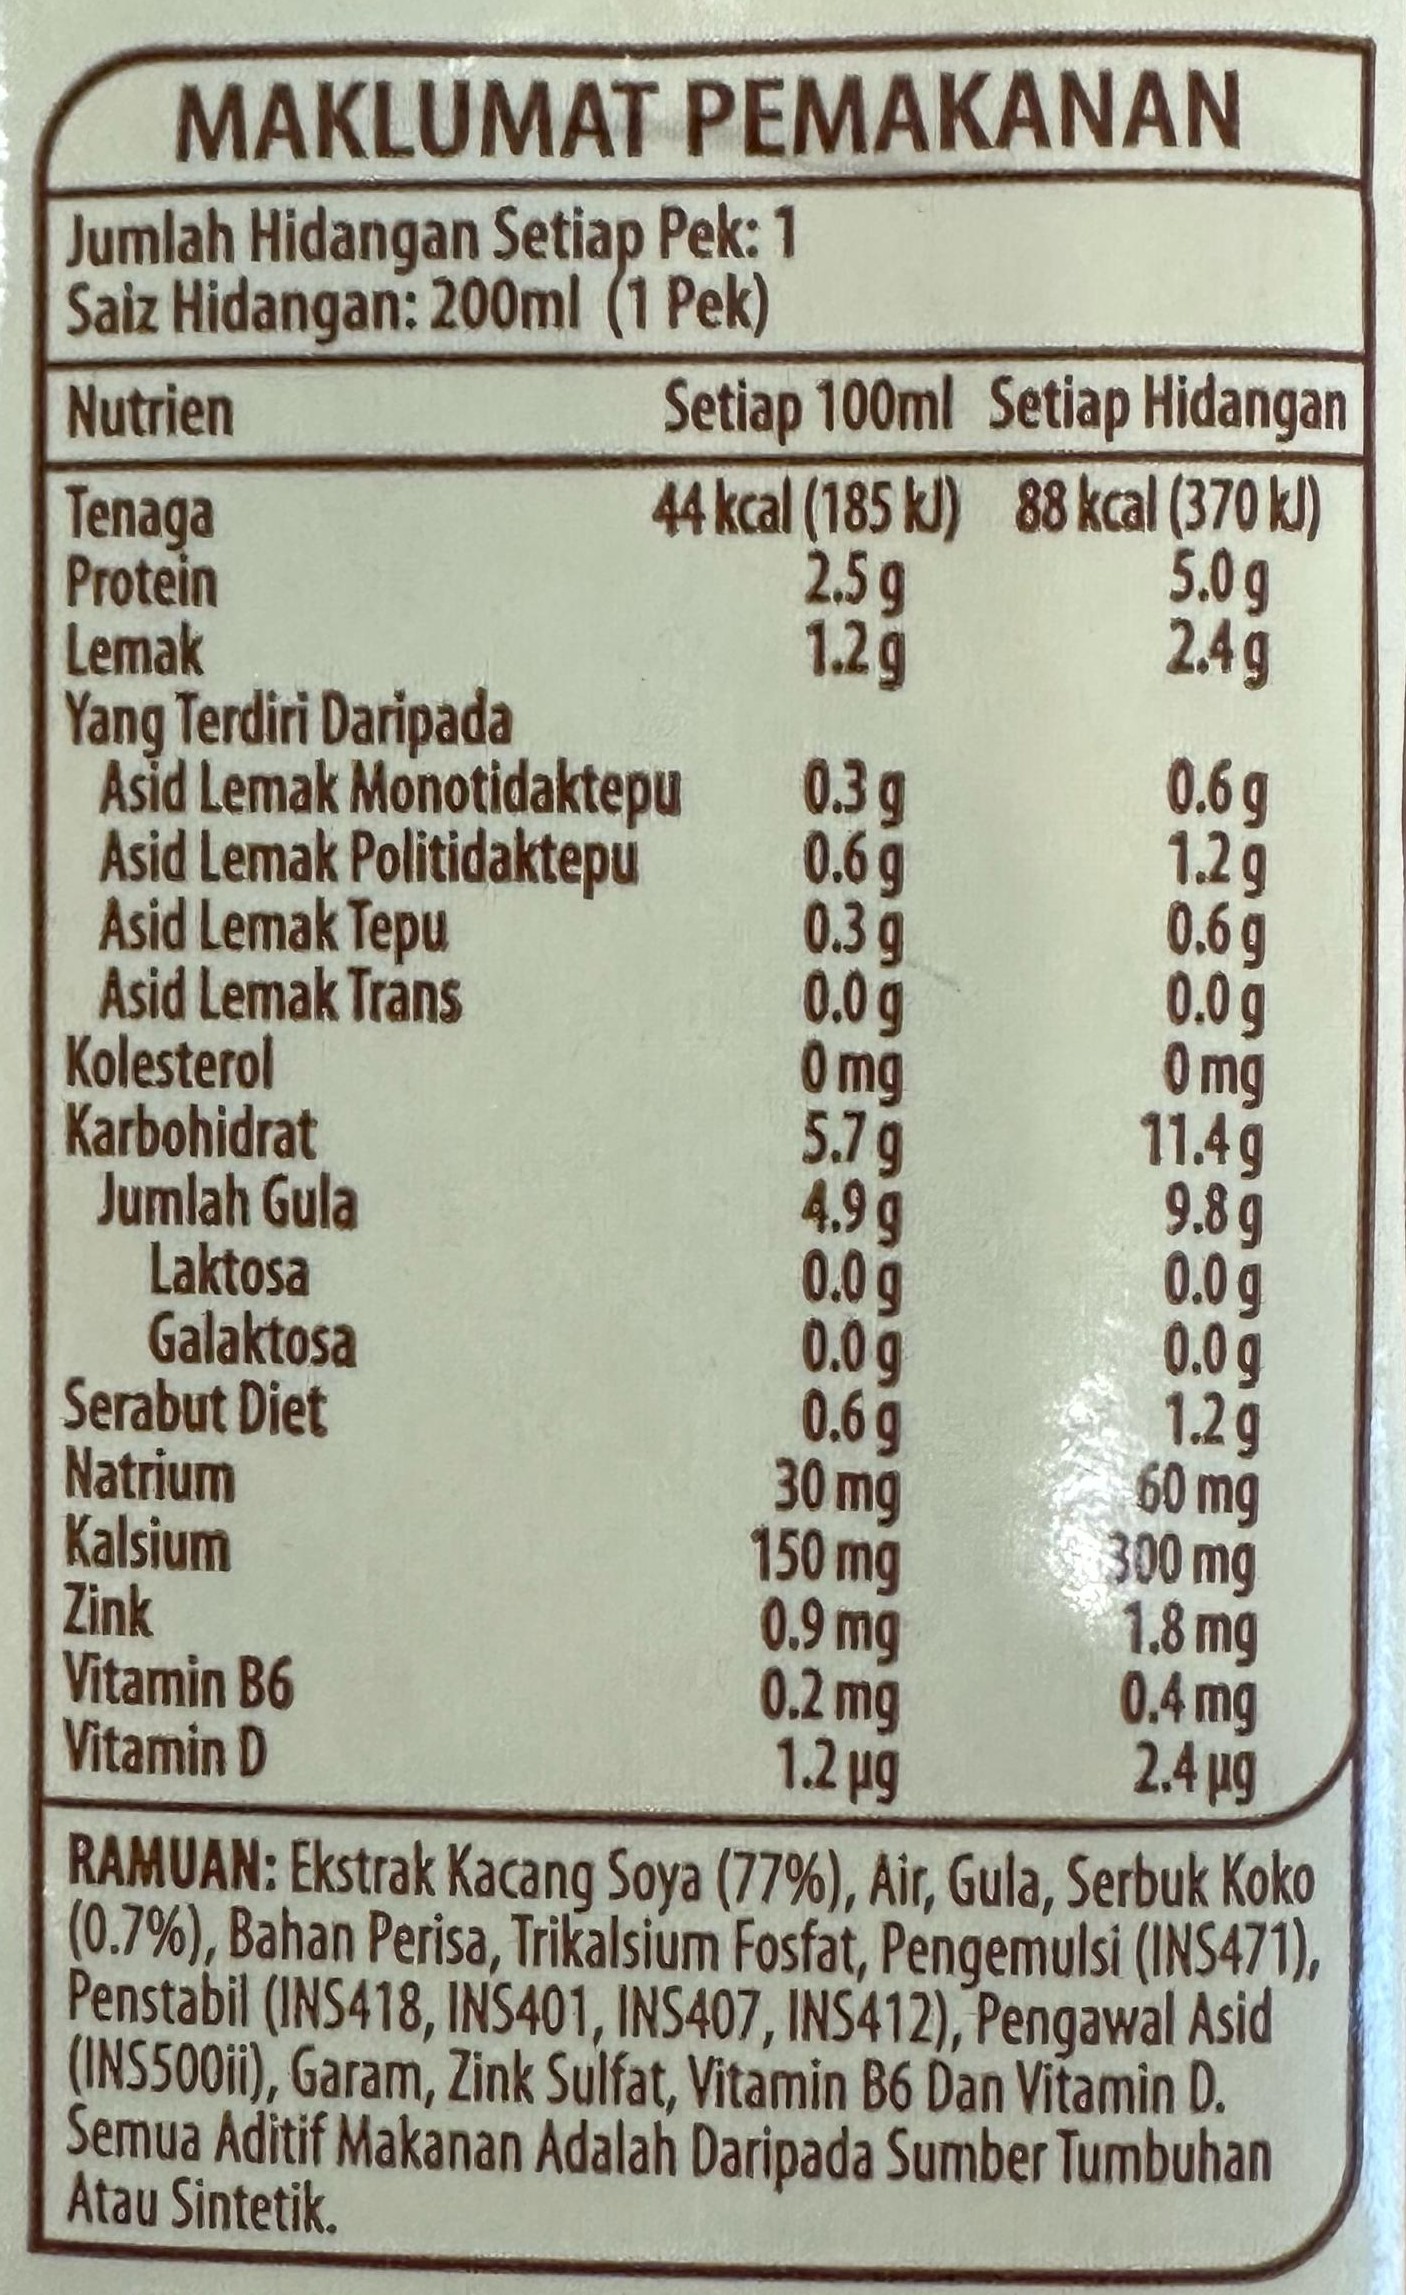 MAKLUMAT PEMAKANAN
Jumlah Hidangan Setiap Pek: 1
Saiz Hidangan: 200ml (1 Pek)
Nutrien Setiap 100ml Setiap Hidangan
Tenaga 44 kcal (185 kJ) 88 kcal (370 kJ)
Protein 2.5 g 5.0 g
Lemak 1.2 g 2.4 g
Yang Terdiri Daripada
Asid Lemak Monotidaktepu 0.3 g 0.6 g
Asid Lemak Politidaktepu 0.6 g 1.2 g
Asid Lemak Tepu 0.3 g 0.6 g
Asid Lemak Trans 0.0 g 0.0 g
Kolesterol 0 mg 0 mg
Karbohidrat 5.7 g 11.4 g
Jumlah Gula 4.9 g 9.8 g
Laktosa 0.0 g 0.0 g
Galaktosa 0.0 g 0.0 g
Serabut Diet 0.6 g 1.2 g
Natrium 30 mg 60 mg
Kalsium 150 mg 300 mg
Zink 0.9 mg 1.8 mg
Vitamin B6 0.2 mg 0.4 mg
Vitamin D 1.2 µg 2.4 µg
RAMUAN: Ekstrak Kacang Soya (77%), Air, Gula, Serbuk Koko
(0.7%), Bahan Perisa, Trikalsium Fosfat, Pengemulsi (INS471),
Penstabil (INS418, INS401, INS407, INS412), Pengawal Asid
(INS500ii), Garam, Zink Sulfat, Vitamin B6 Dan Vitamin D.
Semua Aditif Makanan Adalah Daripada Sumber Tumbuhan
Atau Sintetik.